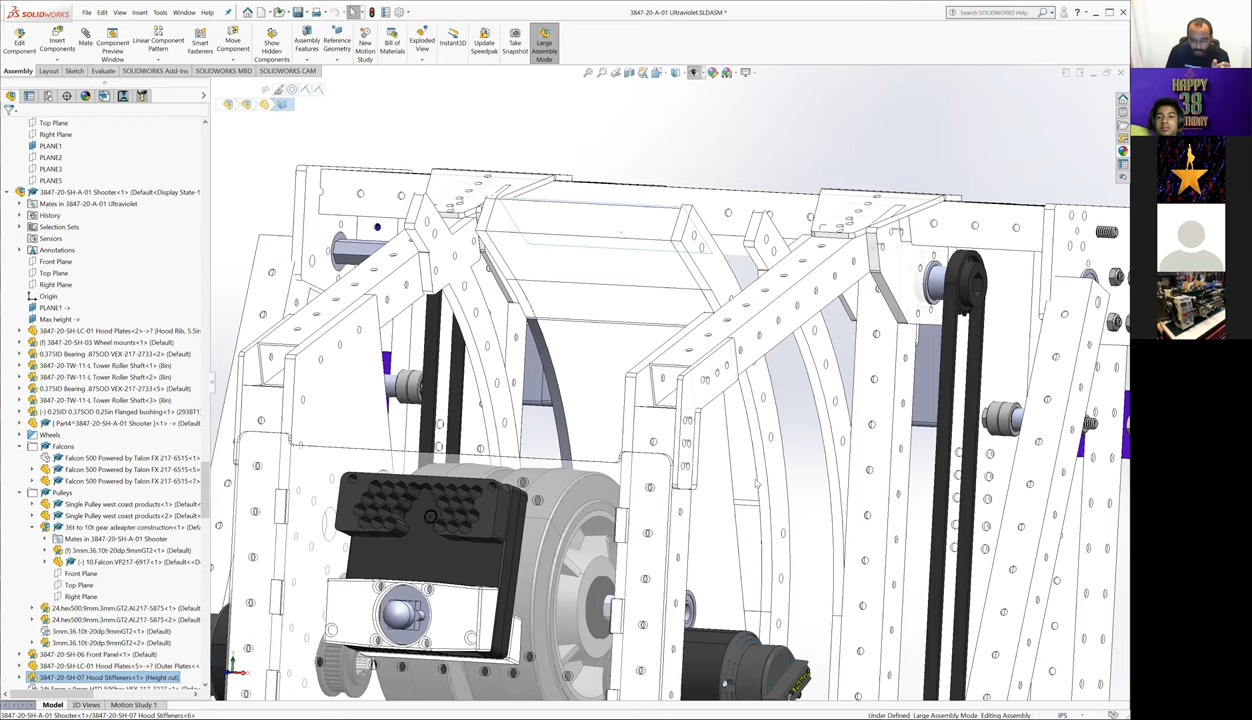 SOLIDWORKS
File Edit View Insert Tools Window
3847-20-A-01 Ultraviolet.SLDASM *
Search SOLIDWORKS Help
Edit Component
Insert Components
Mate
Component Preview Window
Linear Component Pattern
Smart Fasteners
Move Component
Show Hidden Components
Assembly Features
Reference Geometry
New Motion Study
Bill of Materials
Exploded View
Instant3D
Update Speedpak
Take Snapshot
Large Assembly Mode
Assembly Layout Sketch Evaluate SOLIDWORKS Add-Ins SOLIDWORKS MBD SOLIDWORKS CAM
HAPPY
38
Top Plane
Right Plane
PLANE1
PLANE2
PLANE3
PLANE5
3847-20-SH-A-01 Shooter<1> (Default<Display State-1
Mates in 3847-20-A-01 Ultraviolet
History
Selection Sets
Sensors
Annotations
Front Plane
Top Plane
Right Plane
Origin
PLANE1 ->
Max height ->
3847-20-SH-LC-01 Hood Plates<2>->? (Hood Rib, 5.5in
(f) 3847-20-SH-03 Wheel mounts<1> (Default)
0.375ID Bearing .875OD VEX-217-2733<2> (Default)
3847-20-TW-11-L Tower Roller Shaft<1> (8in)
3847-20-TW-11-L Tower Roller Shaft<2> (8in)
0.375ID Bearing .875OD VEX-217-2733<5> (Default)
3847-20-TW-11-L Tower Roller Shaft<3> (8in)
(-) 0.25ID 0.375OD 0.25in Flanged bushing<1> (2938T1
[ Part4^3847-20-SH-A-01 Shooter ]<1> -> (Default)
Wheels
Falcons
Falcon 500 Powered by Talon FX 217-6515<1> (Default)
Falcon 500 Powered by Talon FX 217-6515<5>
Falcon 500 Powered by Talon FX 217-6515<7>
Pulleys
Single Pulley west coast products<1> (Default)
Single Pulley west coast products<2> (Default)
36t to 10t gear adeapter construction<1> (Defa
Mates in 3847-20-SH-A-01 Shooter
(f) 3mm.36.10t-20dp.9mmGT2<1> (Default)
(-) 10.Falcon.VP217-6917<1> (Default<<D
Front Plane
Top Plane
Right Plane
24.hex500.9mm.3mm.GT2.Al.217-5875<1> (Default)
24.hex500.9mm.3mm.GT2.Al.217-5875<2> (Default)
3mm.36.10t-20dp.9mmGT2<1> (Default)
3mm.36.10t-20dp.9mmGT2<2> (Default)
3847-20-SH-06 Front Panel<1> (Default)
3847-20-SH-LC-01 Hood Plates<5>->? (Outer Plates<<
3847-20-SH-07 Hood Stiffeners<1> (Height cut)
Model 3D Views Motion Study 1
3847-20-SH-A-01 Shooter<1>/3847-20-SH-07 Hood Stiffeners<6>
Under Defined Large Assembly Mode Editing Assembly IPS